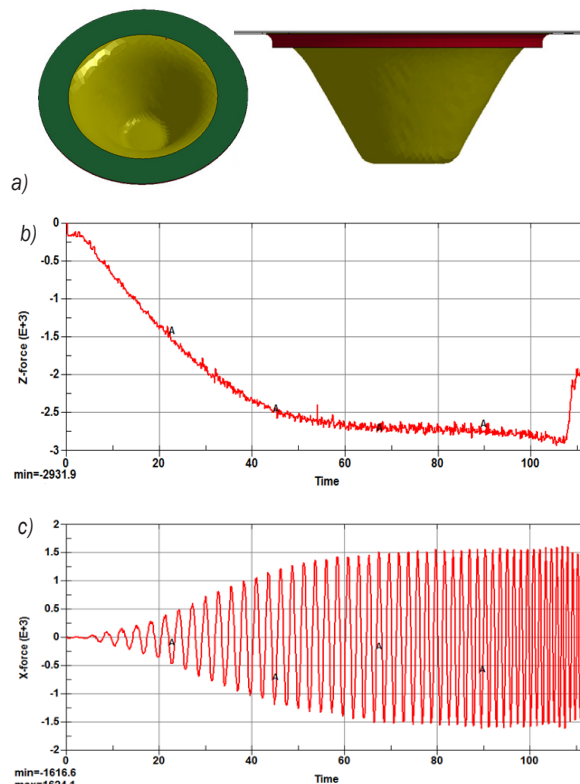 a)
b)
0
-0.5
-1
-1.5
-2
-2.5
-3
Z-force (E+3)
A
A
A
A
0
20
40
60
80
100
min=-2931.9
Time
c)
2
1.5
1
0.5
0
-0.5
-1
-1.5
-2
X-force (E+3)
A
A
A
A
0
20
40
60
80
100
min=-1616.6
Time